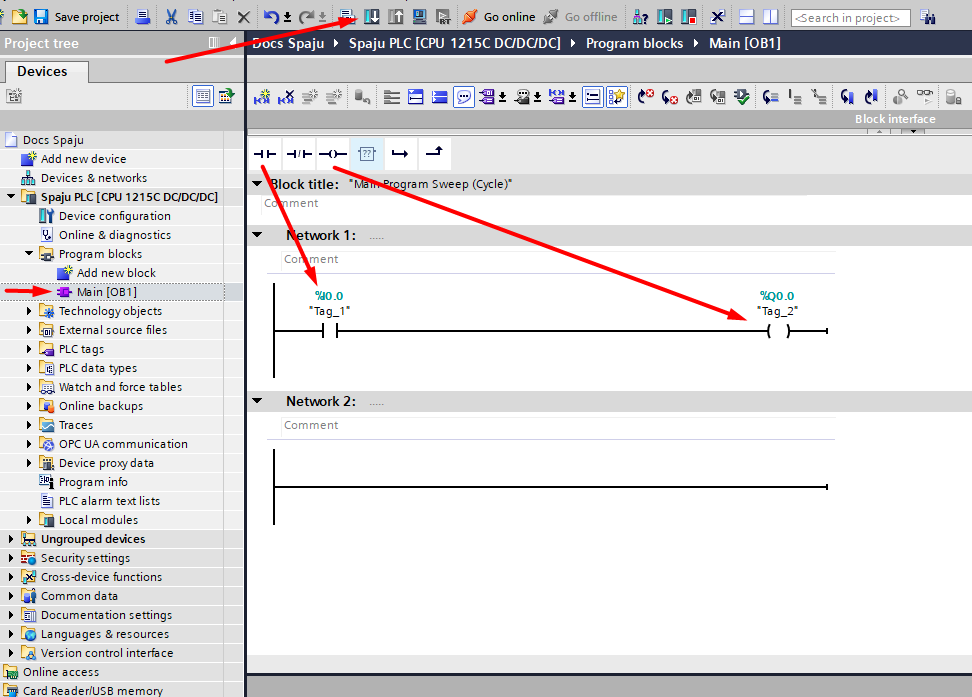 Save project
Go online
Go offline
<Search in project>
Project tree
Docs Spaju
Spaju PLC [CPU 1215C DC/DC/DC]
Program blocks
Main [OB1]
Devices
Docs Spaju
Add new device
Devices & networks
Spaju PLC [CPU 1215C DC/DC/DC]
Device configuration
Online & diagnostics
Program blocks
Add new block
Main [OB1]
Technology objects
External source files
PLC tags
PLC data types
Watch and force tables
Online backups
Traces
OPC UA communication
Device proxy data
Program info
PLC alarm text lists
Local modules
Ungrouped devices
Security settings
Cross-device functions
Common data
Documentation settings
Languages & resources
Version control interface
Online access
Card Reader/USB memory
Block interface
??
Block title: "Main Program Sweep (Cycle)"
Comment
Network 1: .....
Comment
%I0.0
"Tag_1"
%Q0.0
"Tag_2"
Network 2: .....
Comment